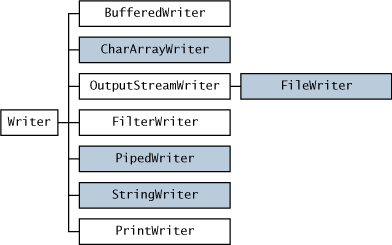 BufferedWriter
CharArrayWriter
OutputStreamWriter
FileWriter
Writer
FilterWriter
PipedWriter
StringWriter
PrintWriter